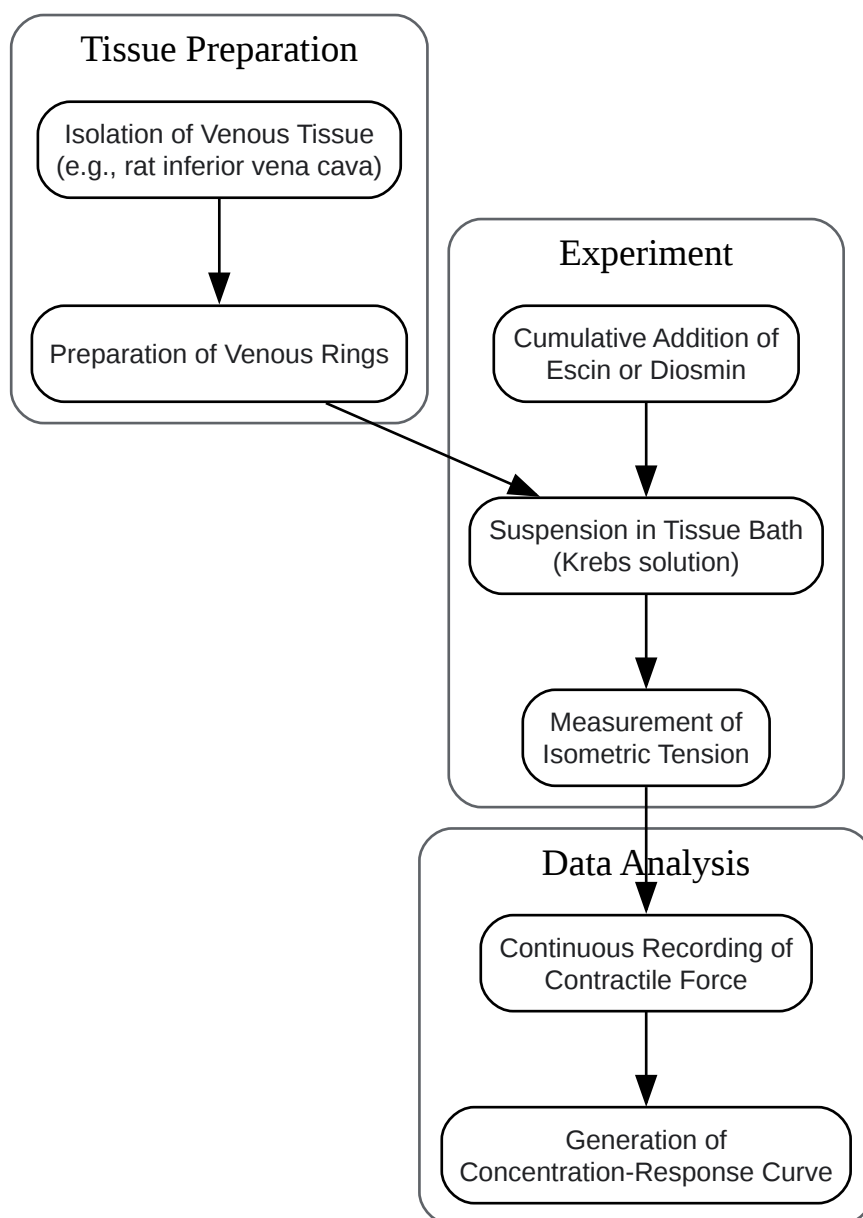 Tissue Preparation
Isolation of Venous Tissue
(e.g., rat inferior vena cava)
Preparation of Venous Rings
Experiment
Cumulative Addition of
Escin or Diosmin
Suspension in Tissue Bath
(Krebs solution)
Measurement of
Isometric Tension
Data Analysis
Continuous Recording of
Contractile Force
Generation of
Concentration-Response Curve